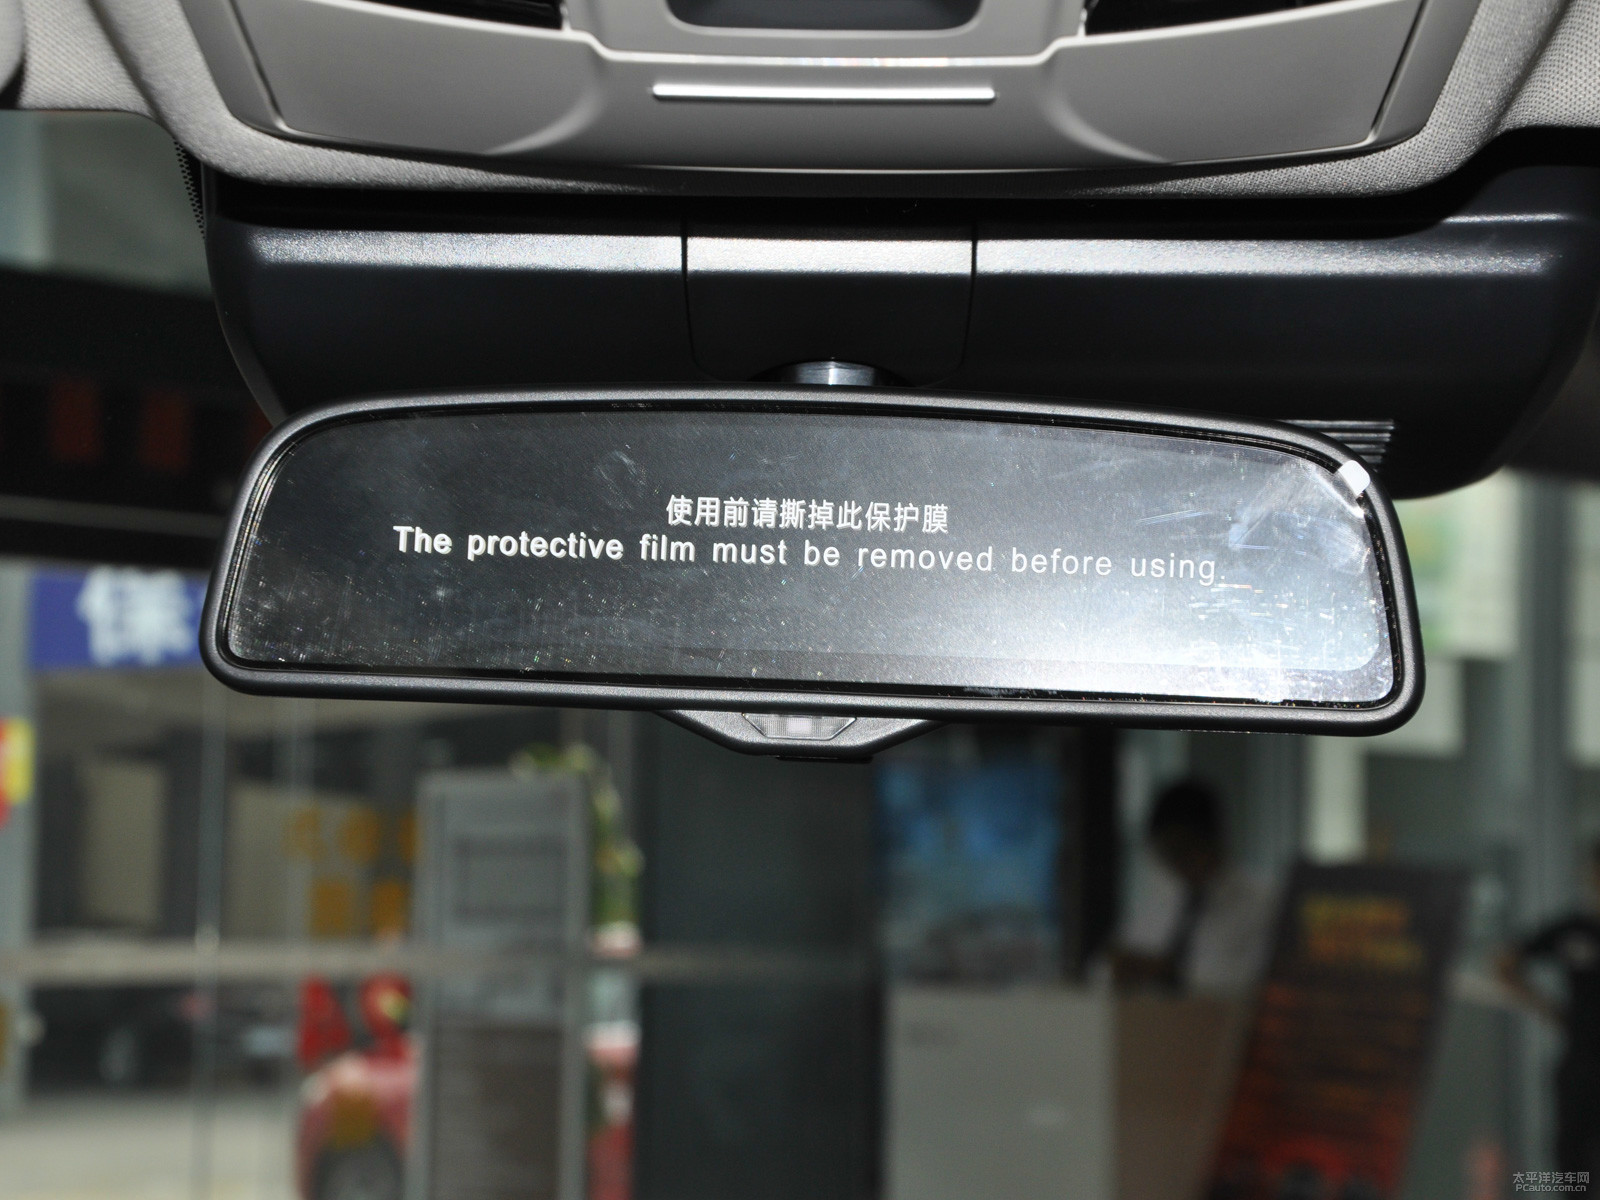 使用前请撕掉此保护膜
The protective film must be removed before using.
保
太平洋汽车网
PCauto.com.cn